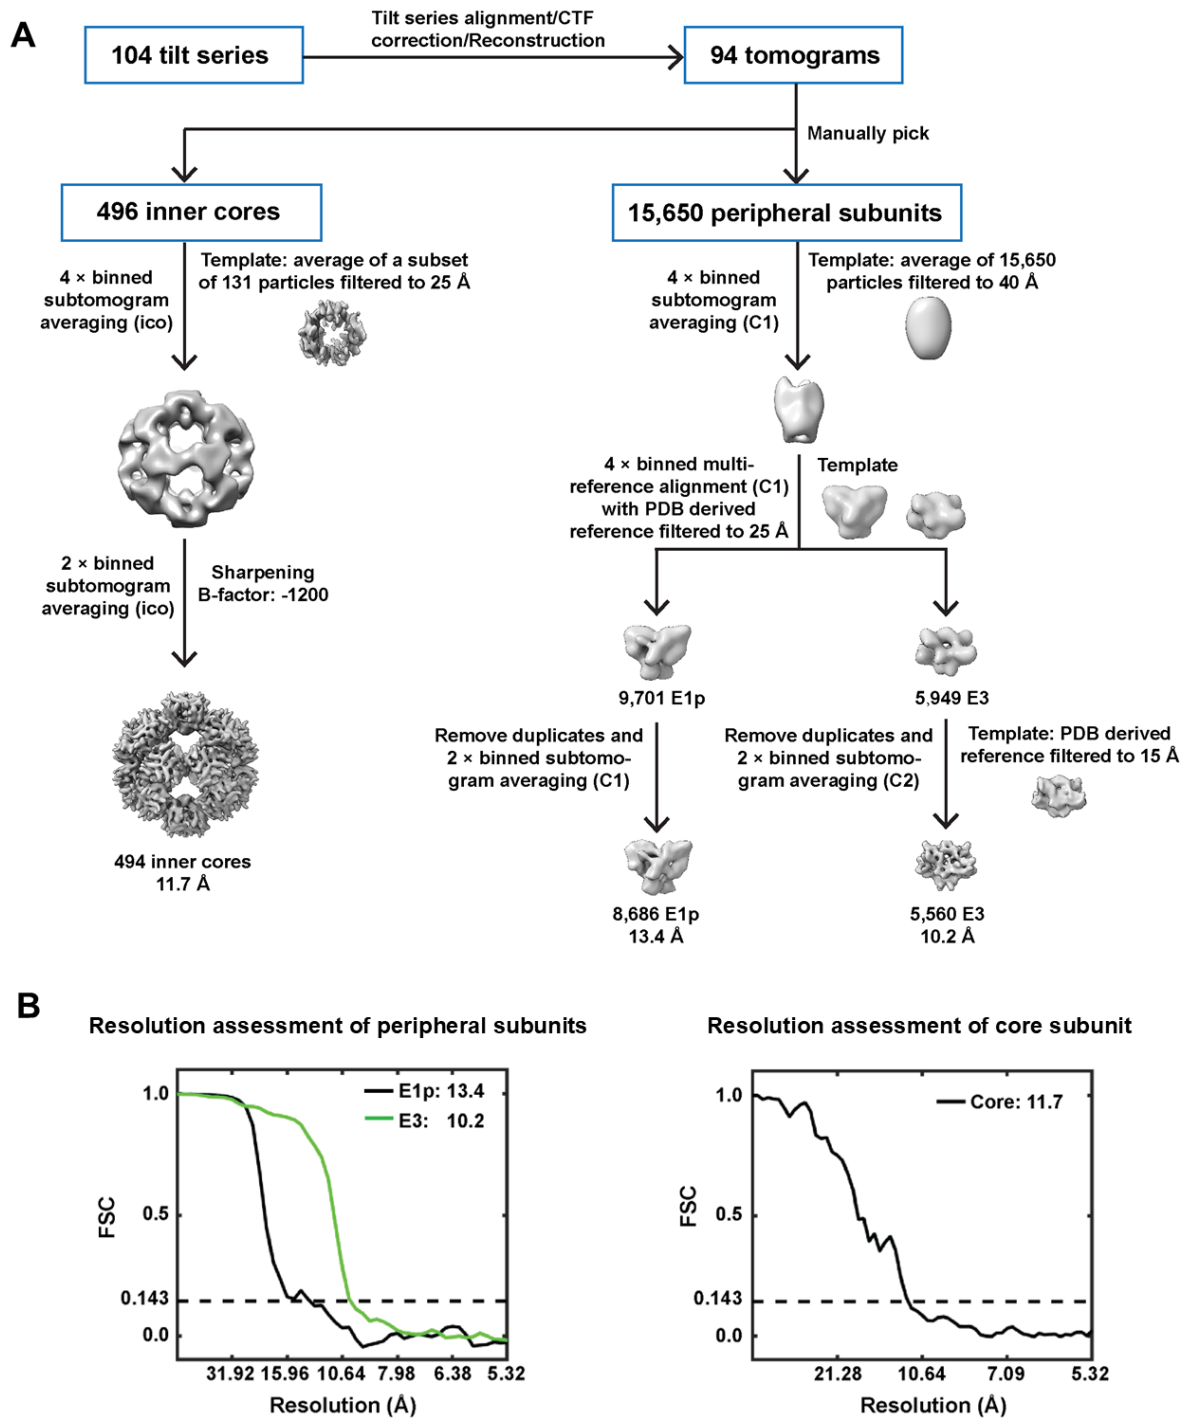 A
104 tilt series
Tilt series alignment/CTF
correction/Reconstruction
94 tomograms
Manually pick
496 inner cores
15,650 peripheral subunits
4 × binned
subtomogram
averaging (ico)
Template: average of a subset
of 131 particles filtered to 25 Å
4 × binned
subtomogram
averaging (C1)
Template: average of 15,650
particles filtered to 40 Å
4 × binned multi-
reference alignment (C1)
with PDB derived
reference filtered to 25 Å
Template
2 × binned
subtomogram
averaging (ico)
Sharpening
B-factor: -1200
9,701 E1p
5,949 E3
Remove duplicates and
2 × binned subtomo-
gram averaging (C1)
Remove duplicates and
2 × binned subtomo-
gram averaging (C2)
Template: PDB derived
reference filtered to 15 Å
494 inner cores
11.7 Å
8,686 E1p
13.4 Å
5,560 E3
10.2 Å
B
Resolution assessment of peripheral subunits
E1p: 13.4
E3: 10.2
1.0
0.5
0.143
0.0
FSC
31.92 15.96 10.64 7.98 6.38 5.32
Resolution (Å)
Resolution assessment of core subunit
Core: 11.7
1.0
0.5
0.143
0.0
FSC
21.28 10.64 7.09 5.32
Resolution (Å)